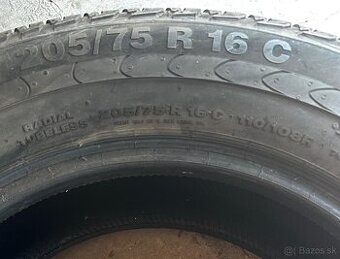 205/75 R 16 C
RADIAL
TUBELESS
205/75 R 16 C 110/108R
Bazos.sk